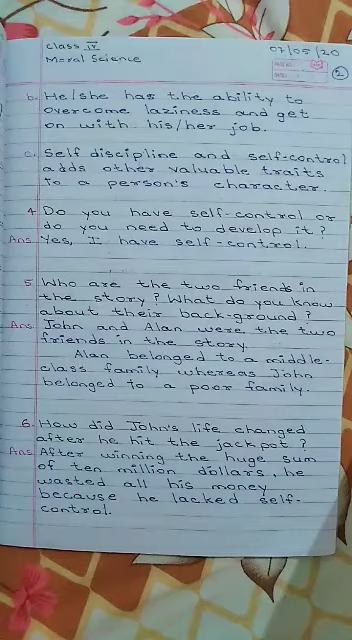 Class IV
07/05/20
Moral Science
2
b. He/she has the ability to
overcome laziness and get
on with his/her job.
c. Self discipline and self-control
adds other valuable traits
to a person's character.
4 Do you have self-control or
do you need to develop it?
Ans Yes, I have self-control.
5 Who are the two friends in
the story? What do you know
about their back-ground?
Ans John and Alan were the two
friends in the story.
Alan belonged to a middle-
class family whereas John
belonged to a poor family.
6. How did John's life changed
after he hit the jackpot?
Ans After winning the huge sum
of ten million dollars, he
wasted all his money
because he lacked self-
control.